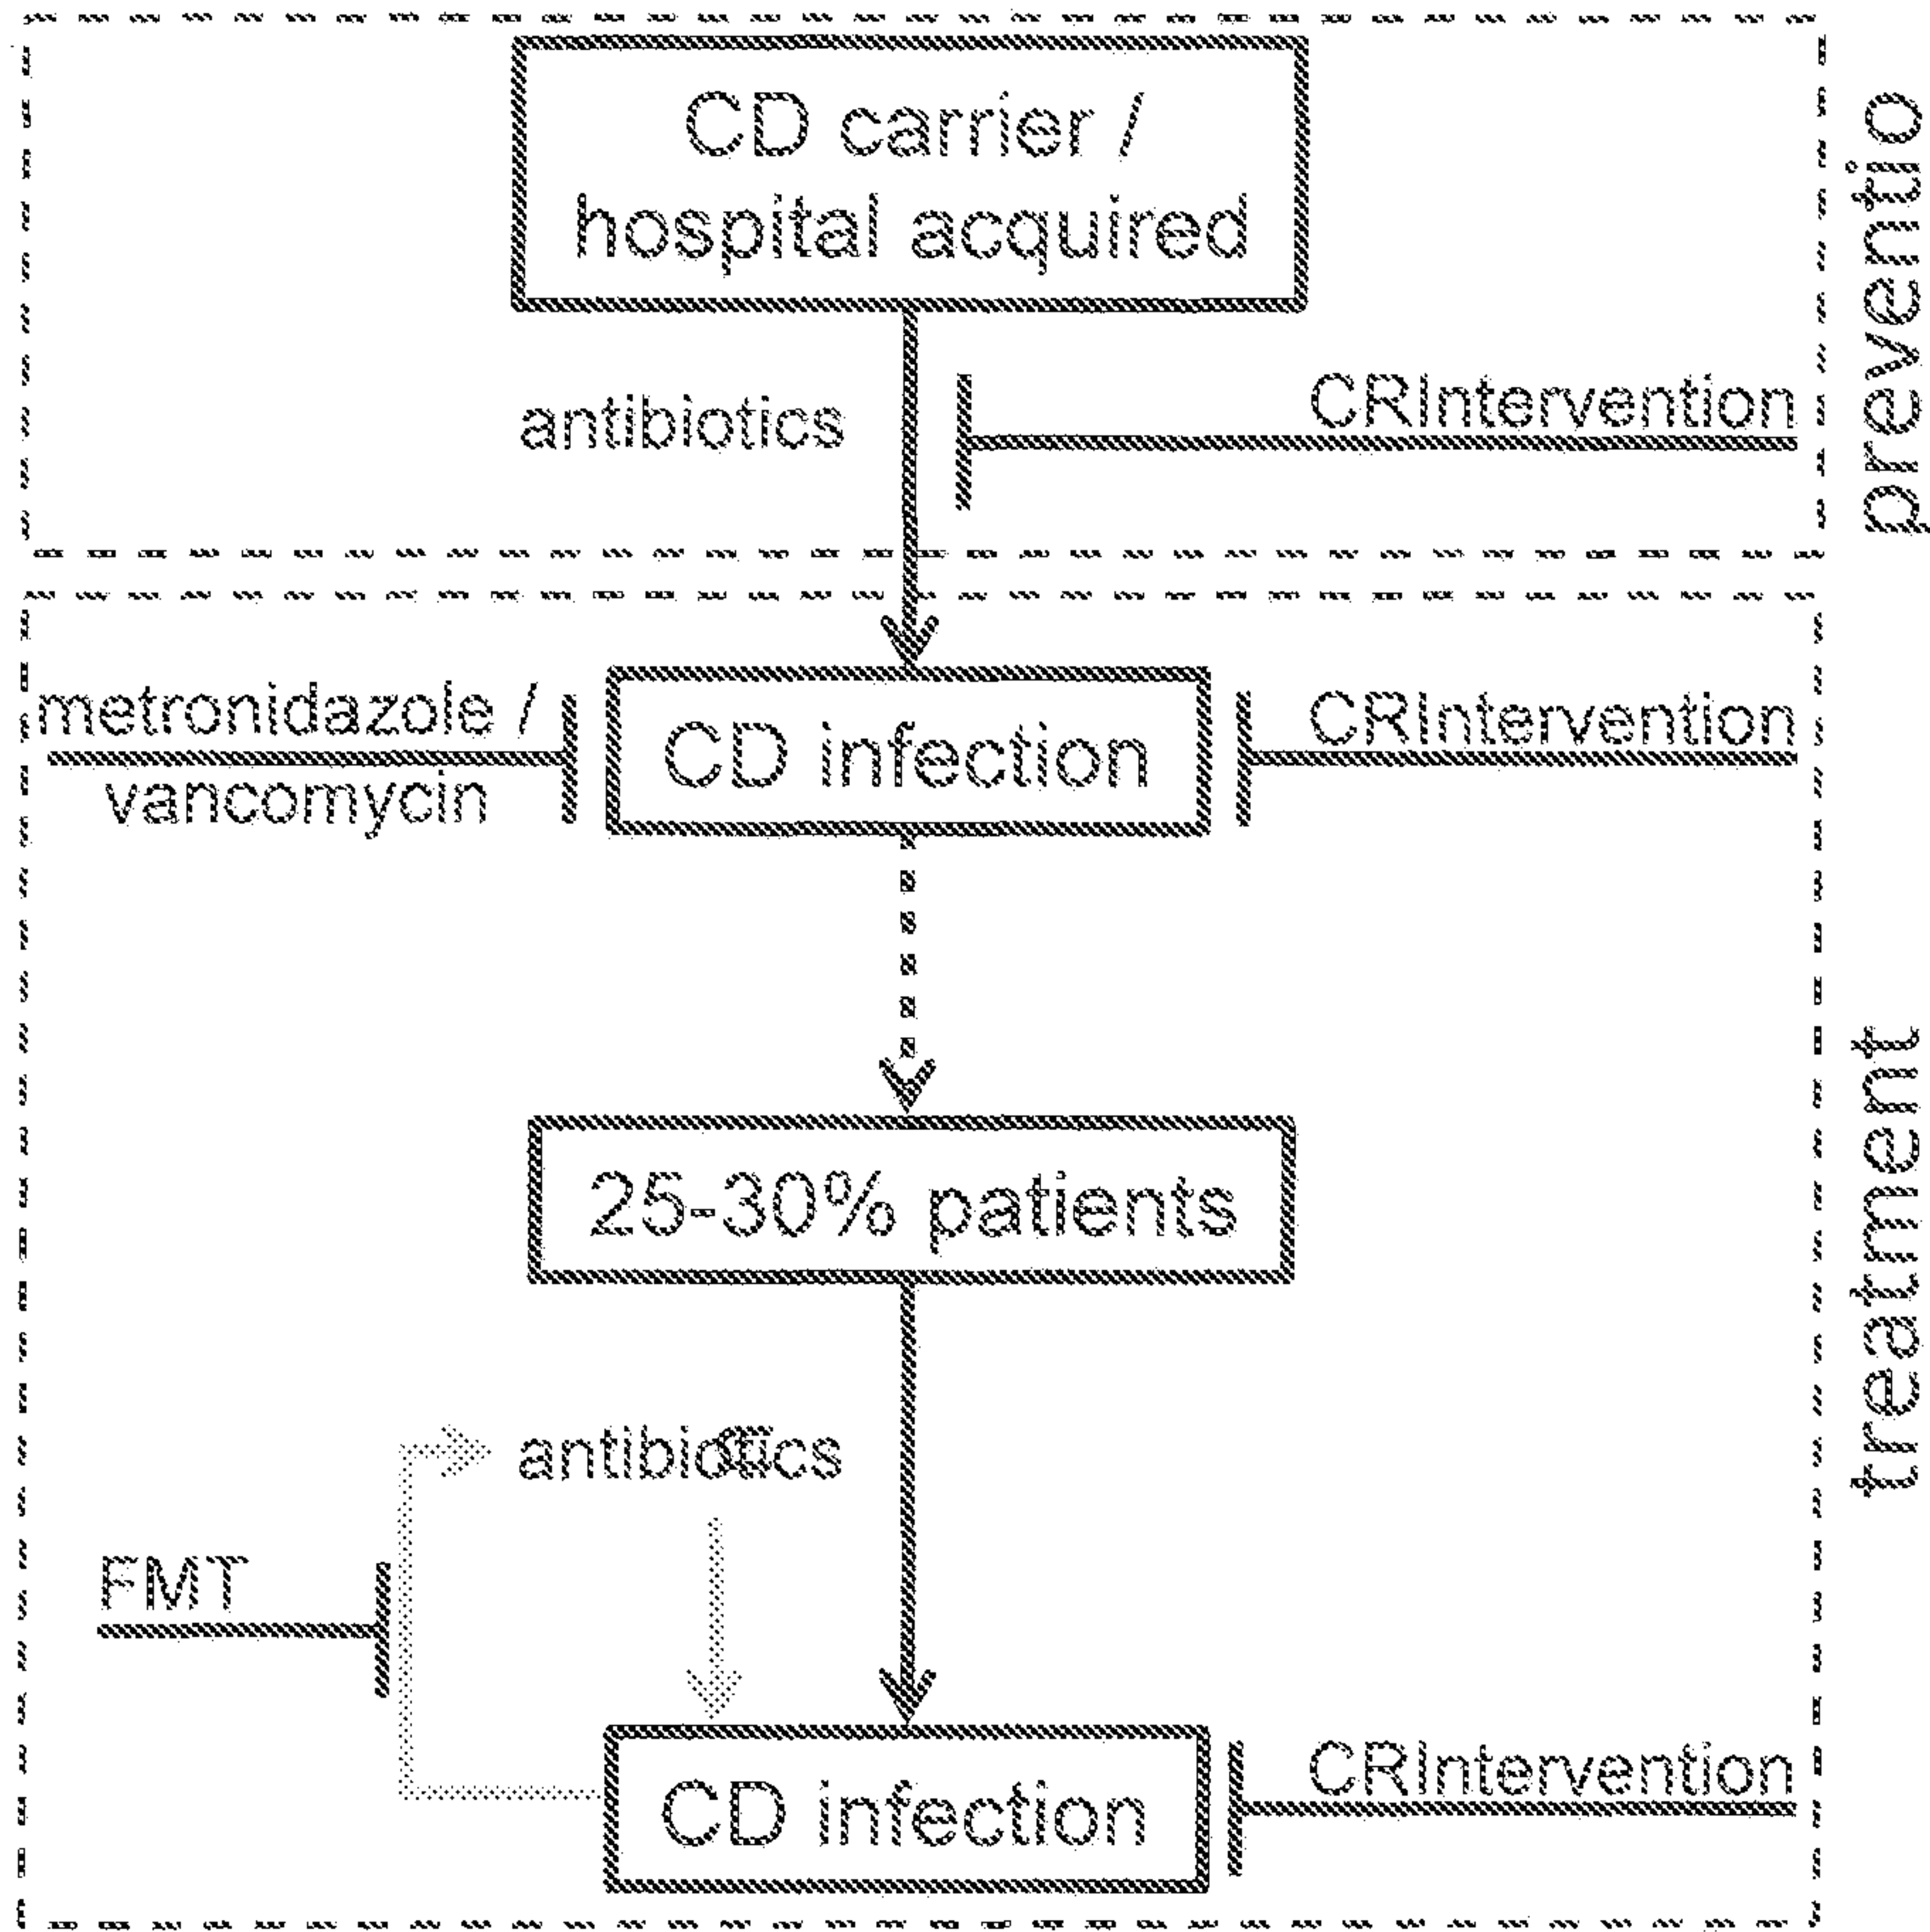 CD carrier /
hospital acquired
antibiotics
CRIntervention
preventio
metronidazole /
vancomycin
CD infection
CRIntervention
25-30% patients
treatment
antibiotics
FMT
CD infection
CRIntervention